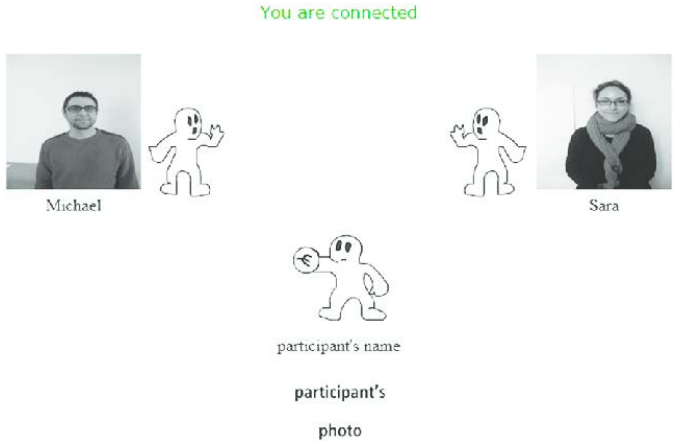 You are connected
Michael
Sara
participant's name
participant's
photo